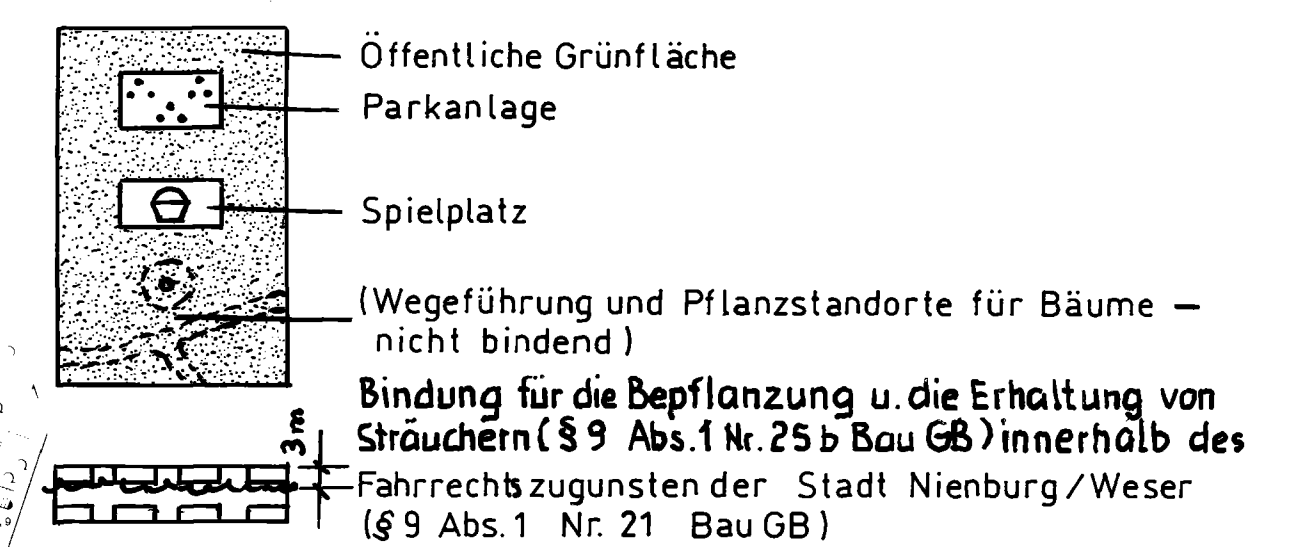 Öffentliche Grünfläche
Parkanlage
Spielplatz
(Wegeführung und Pflanzstandorte für Bäume –
nicht bindend)
Bindung für die Bepflanzung u. die Erhaltung von
Sträuchern (§ 9 Abs. 1 Nr. 25 b Bau GB) innerhalb des
3 m
Fahrrechts zugunsten der Stadt Nienburg/Weser
(§ 9 Abs. 1 Nr. 21 Bau GB)